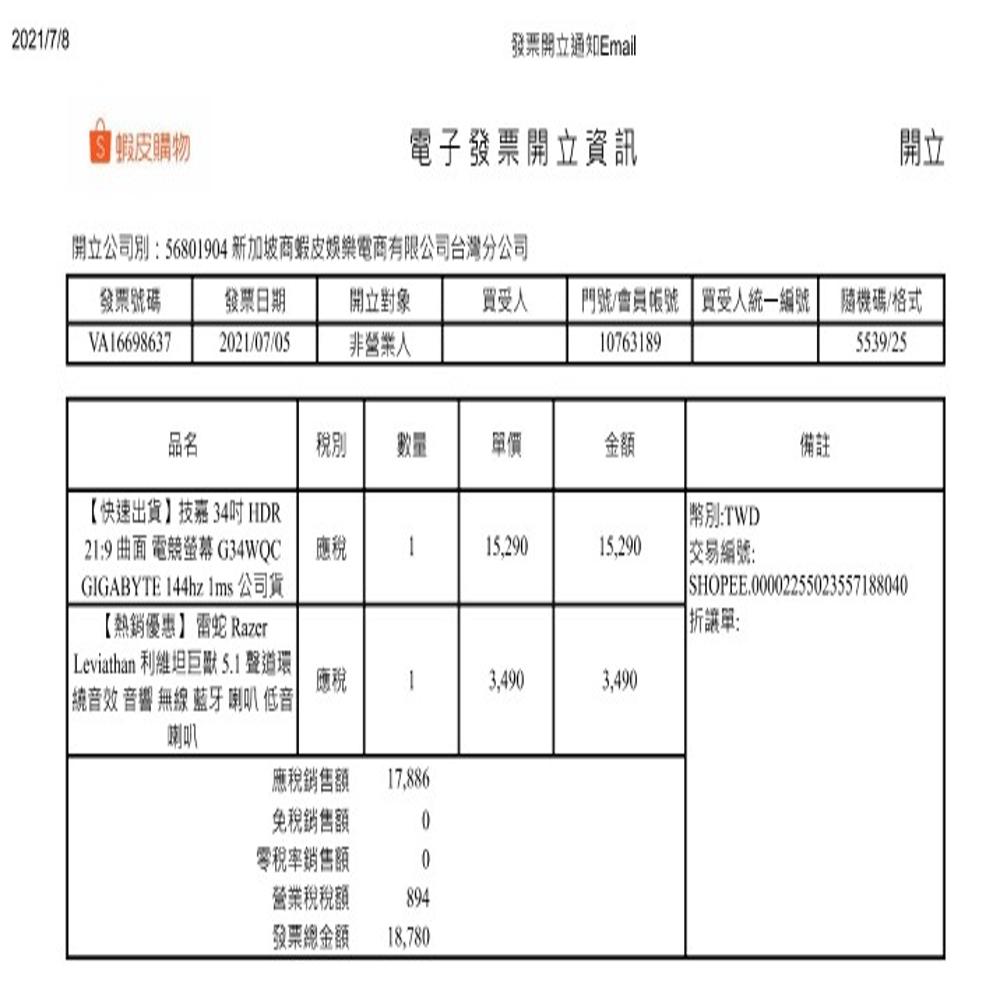 2021/7/8
發票開立通知Email
蝦皮購物
電子發票開立資訊
開立
開立公司別：56801904 新加坡商蝦皮娛樂電商有限公司台灣分公司
發票號碼 發票日期 開立對象 買受人 門號/會員帳號 買受人統一編號 隨機碼/格式
VA16698637 2021/07/05 非營業人 10763189 5539/25
品名 稅別 數量 單價 金額 備註
【快速出貨】技嘉 34吋 HDR
21:9 曲面 電競螢幕 G34WQC
GIGABYTE 144hz 1ms 公司貨
應稅 1 15,290 15,290
幣別:TWD
交易編號:
SHOPEE.00002255023557188040
折讓單:
【熱銷優惠】 雷蛇 Razer
Leviathan 利維坦巨獸 5.1 聲道環
繞音效 音響 無線 藍牙 喇叭 低音
喇叭
應稅 1 3,490 3,490
應稅銷售額 17,886
免稅銷售額 0
零稅率銷售額 0
營業稅稅額 894
發票總金額 18,780